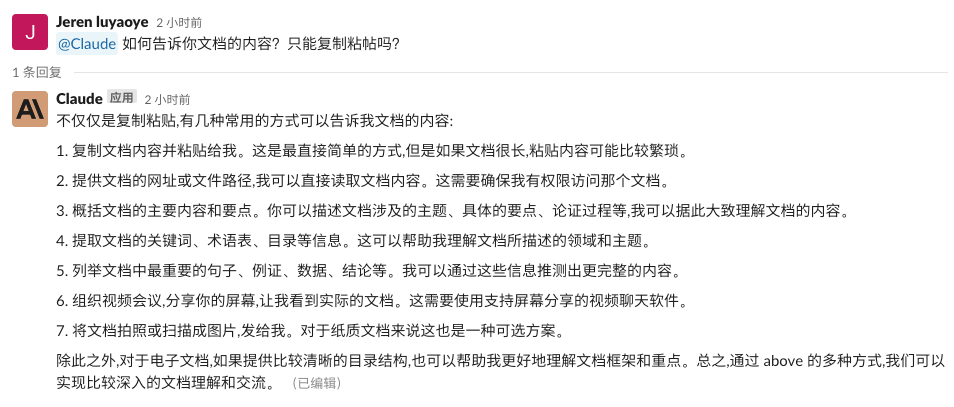 J
Jeren luyaoye 2 小时前
@Claude 如何告诉你文档的内容？只能复制粘帖吗?
1 条回复
Claude 应用 2 小时前
不仅仅是复制粘贴,有几种常用的方式可以告诉我文档的内容:
1. 复制文档内容并粘贴给我。这是最直接简单的方式,但是如果文档很长,粘贴内容可能比较繁琐。
2. 提供文档的网址或文件路径,我可以直接读取文档内容。这需要确保我有权限访问那个文档。
3. 概括文档的主要内容和要点。你可以描述文档涉及的主题、具体的要点、论证过程等,我可以据此大致理解文档的内容。
4. 提取文档的关键词、术语表、目录等信息。这可以帮助我理解文档所描述的领域和主题。
5. 列举文档中最重要的句子、例证、数据、结论等。我可以通过这些信息推测出更完整的内容。
6. 组织视频会议,分享你的屏幕,让我看到实际的文档。这需要使用支持屏幕分享的视频聊天软件。
7. 将文档拍照或扫描成图片,发给我。对于纸质文档来说这也是一种可选方案。
除此之外,对于电子文档,如果提供比较清晰的目录结构,也可以帮助我更好地理解文档框架和重点。总之,通过 above 的多种方式,我们可以
实现比较深入的文档理解和交流。 (已编辑)